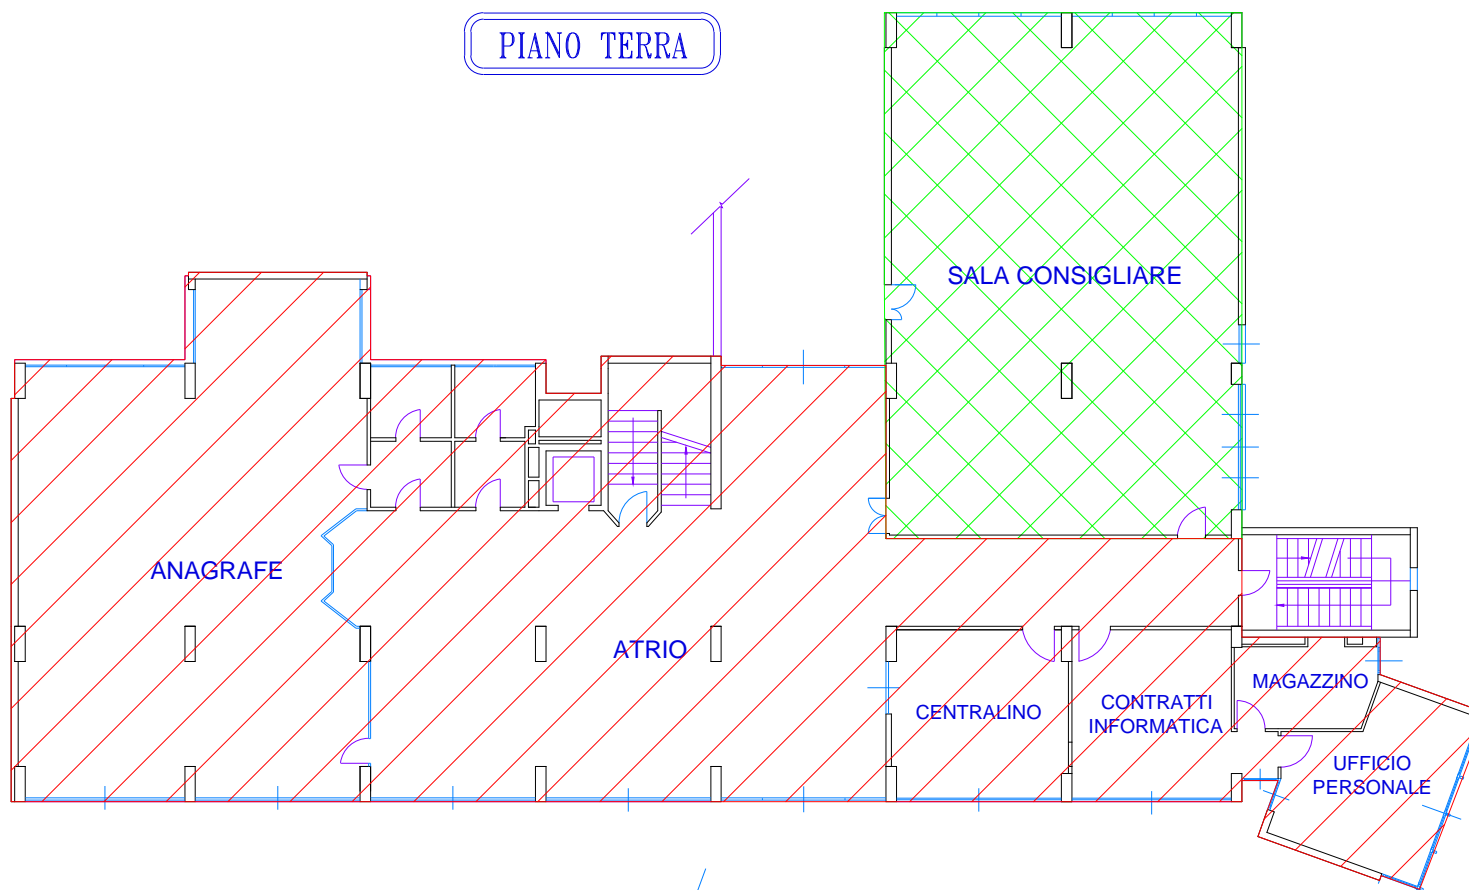 PIANO TERRA
SALA CONSIGLIARE
ANAGRAFE
ATRIO
CENTRALINO
CONTRATTI
INFORMATICA
MAGAZZINO
UFFICIO
PERSONALE